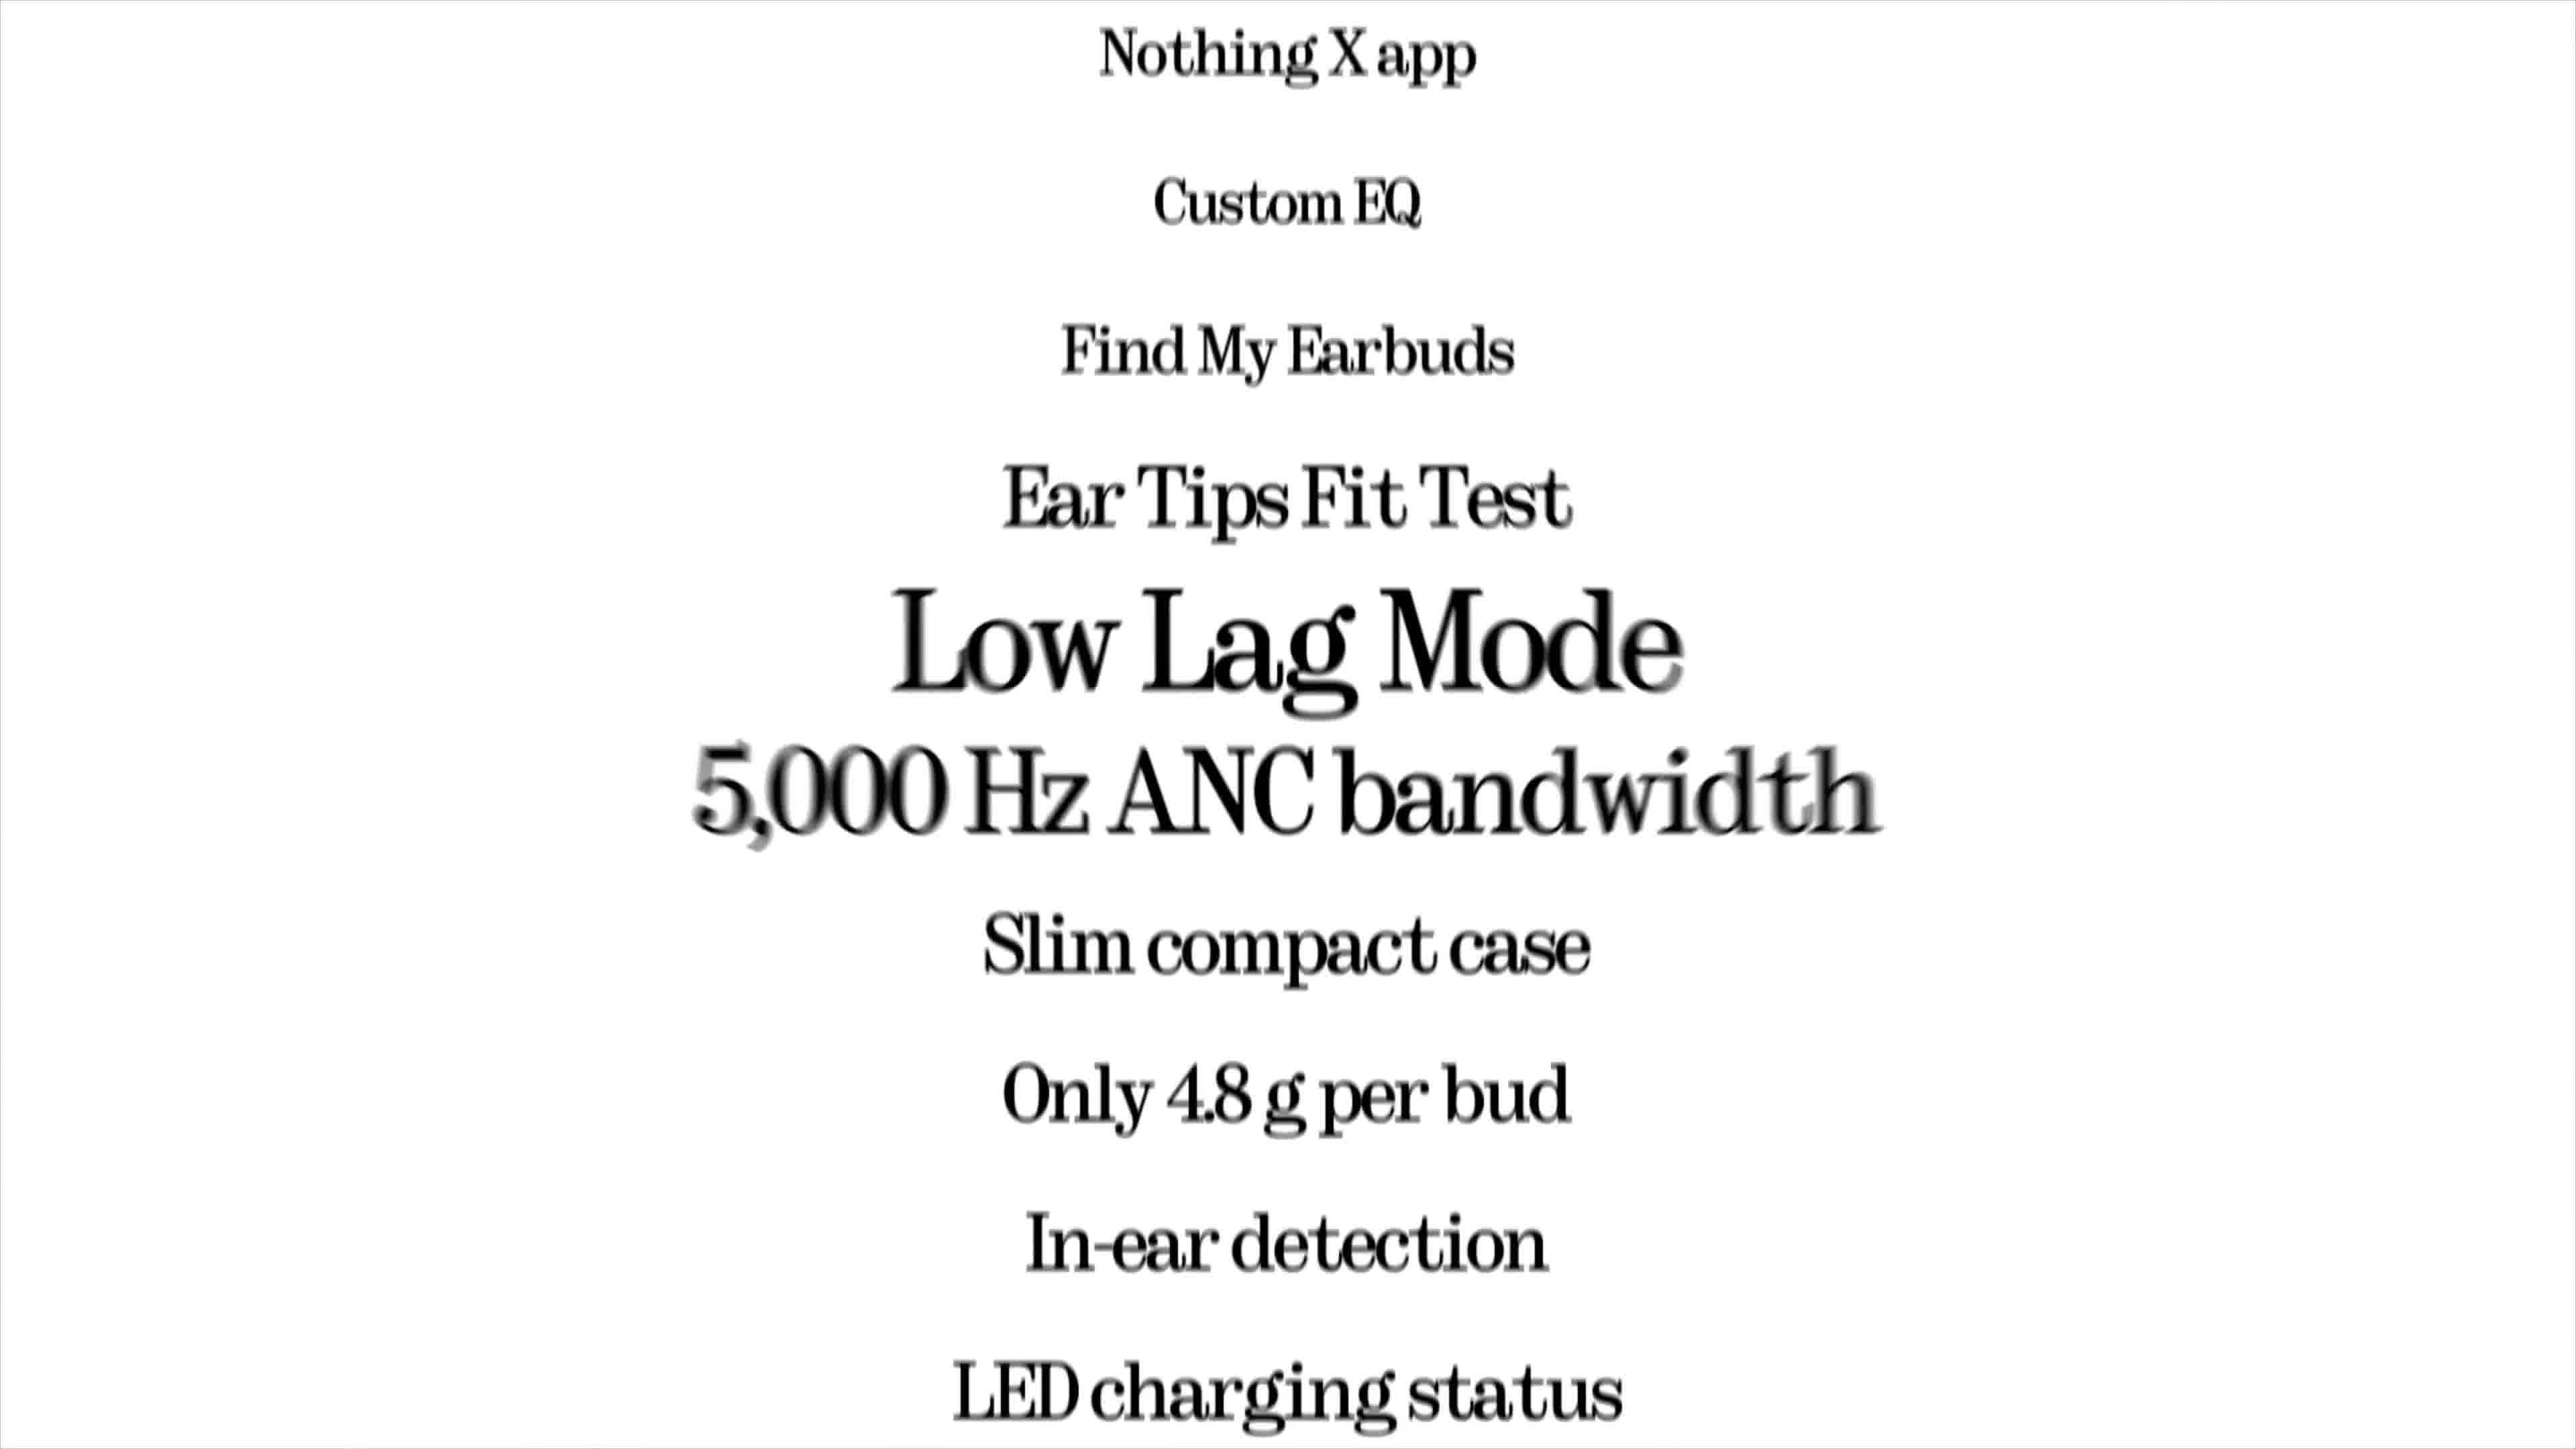 Nothing X app
Custom EQ
Find My Earbuds
Ear Tips Fit Test
Low Lag Mode
5,000 Hz ANC bandwidth
Slim compact case
Only 4.8 g per bud
In-ear detection
LED charging status